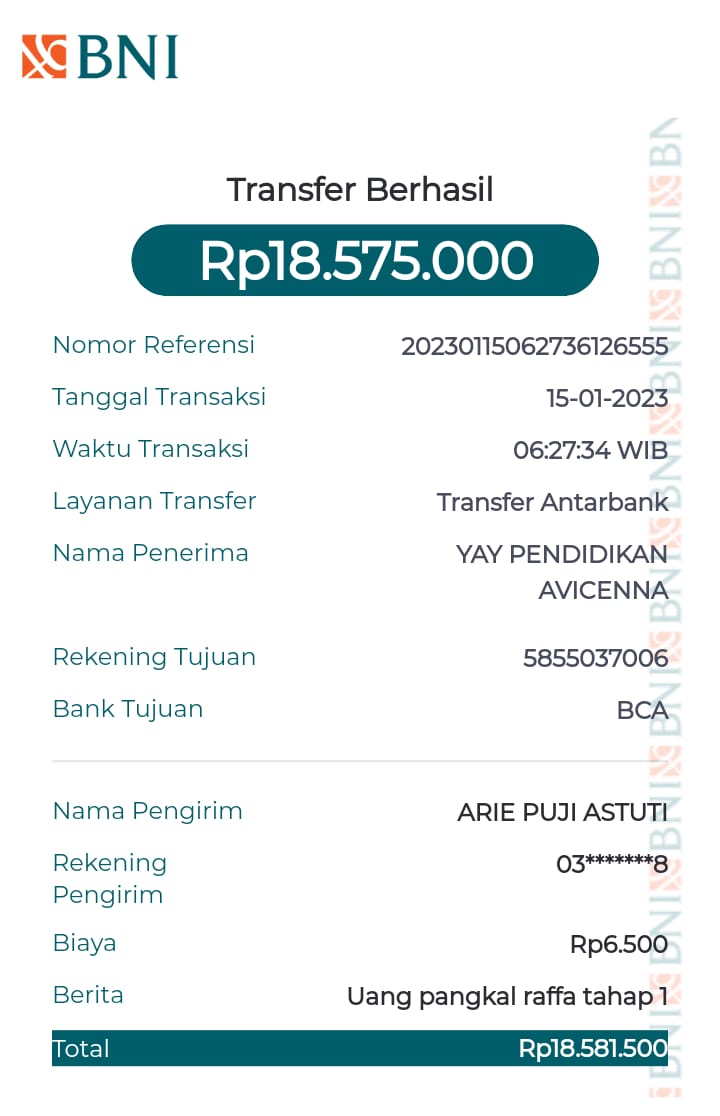 BNI
Transfer Berhasil
Rp18.575.000
Nomor Referensi 20230115062736126555
Tanggal Transaksi 15-01-2023
Waktu Transaksi 06:27:34 WIB
Layanan Transfer Transfer Antarbank
Nama Penerima YAY PENDIDIKAN
AVICENNA
Rekening Tujuan 5855037006
Bank Tujuan BCA
Nama Pengirim ARIE PUJI ASTUTI
Rekening 03*******8
Pengirim
Biaya Rp6.500
Berita Uang pangkal raffa tahap 1
Total Rp18.581.500
BNI BNI BNI BNI BNI BNI BNI BNI BN